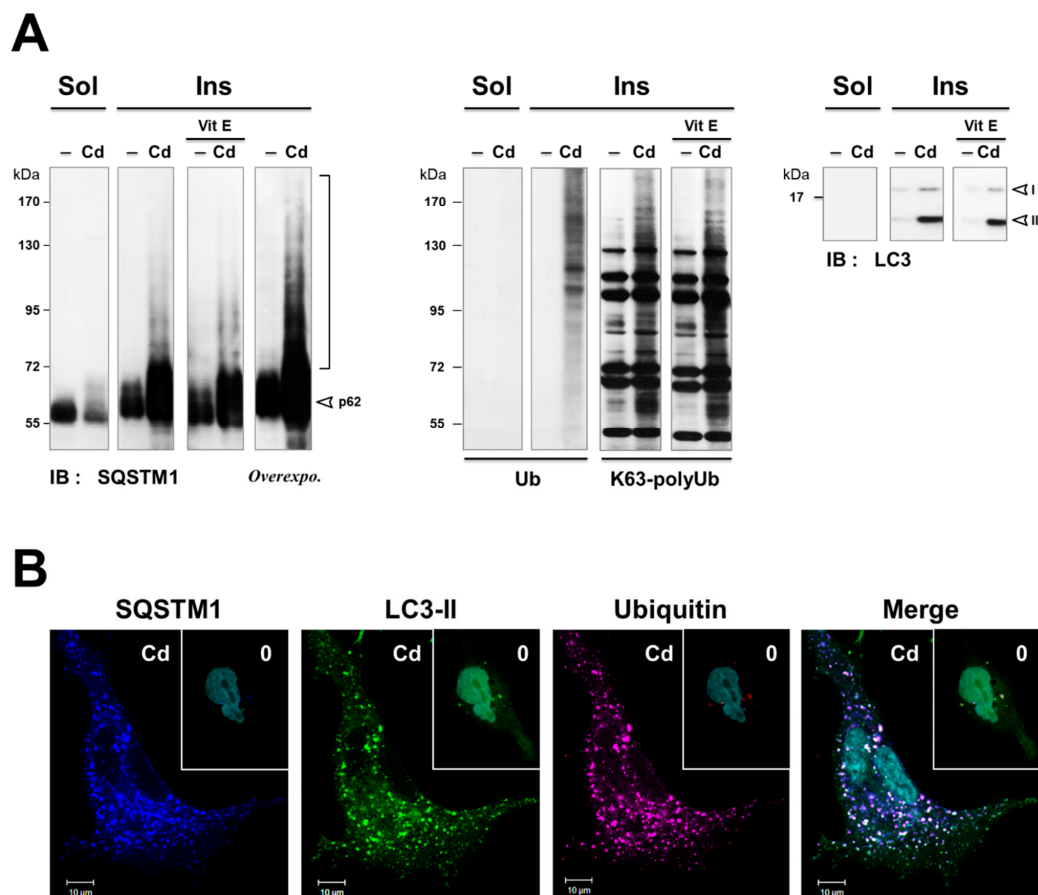 A
Sol Ins
Vit E
– Cd – Cd – Cd – Cd
kDa
170
130
95
72
55
p62
IB : SQSTM1 Overexpo.
Sol Ins
Vit E
– Cd – Cd – Cd – Cd
kDa
170
130
95
72
55
Ub K63-polyUb
Sol Ins
Vit E
– Cd – Cd – Cd
kDa
17
I
II
IB : LC3
B
SQSTM1 LC3-II Ubiquitin Merge
Cd 0 Cd 0 Cd 0 Cd 0
10 µm 10 µm 10 µm 10 µm